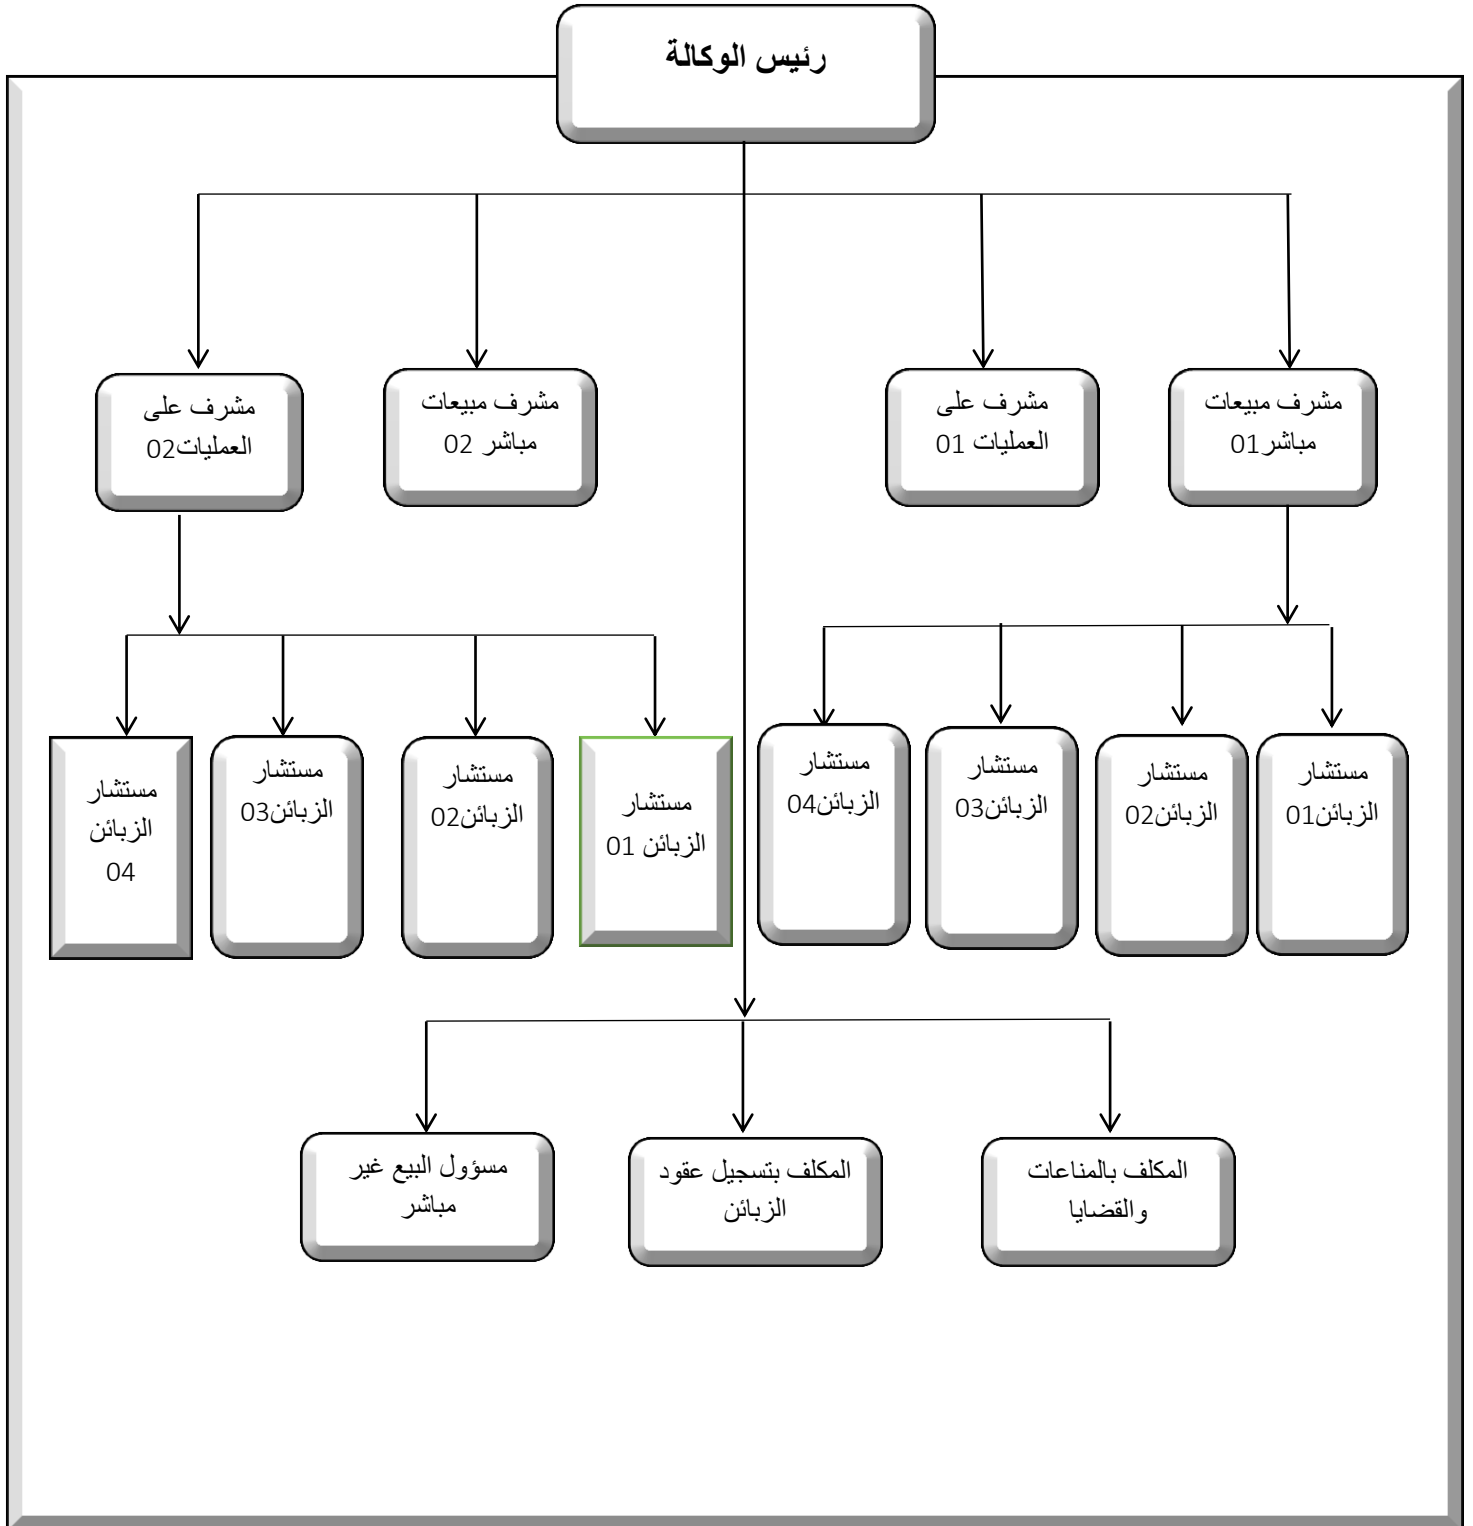 رئيس الوكالة
مشرف مبيعات
مباشر01
مشرف على
العمليات 01
مشرف مبيعات
مباشر 02
مشرف على
العمليات02
مستشار
الزبائن01
مستشار
الزبائن02
مستشار
الزبائن03
مستشار
الزبائن04
مستشار
الزبائن 01
مستشار
الزبائن02
مستشار
الزبائن03
مستشار
الزبائن
04
المكلف بالمناعات
والقضايا
المكلف بتسجيل عقود
الزبائن
مسؤول البيع غير
مباشر